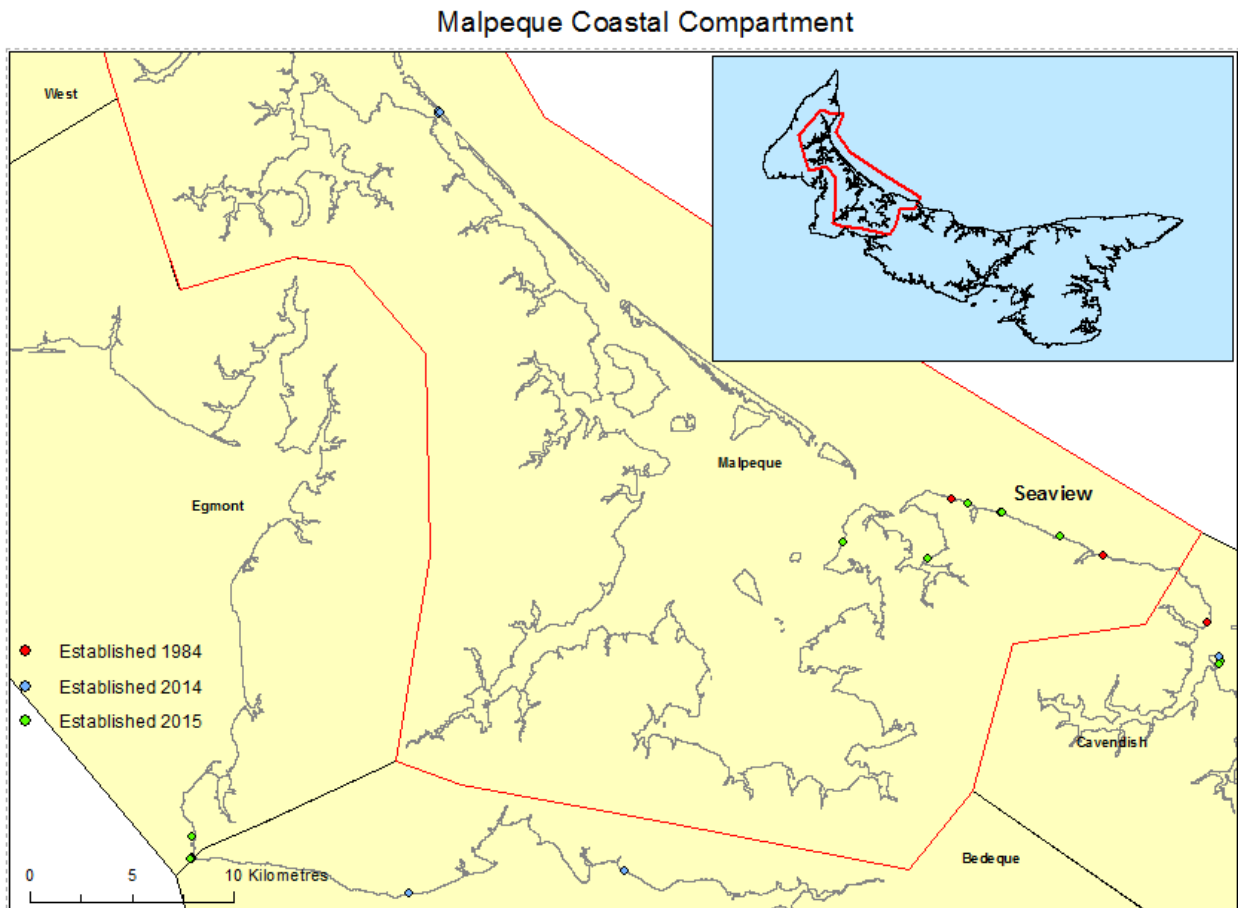 Malpeque Coastal Compartment
West
Malpeque
Seaview
Egmont
Established 1984
Established 2014
Established 2015
Cavendish
Bedeque
0 5 10 Kilometres